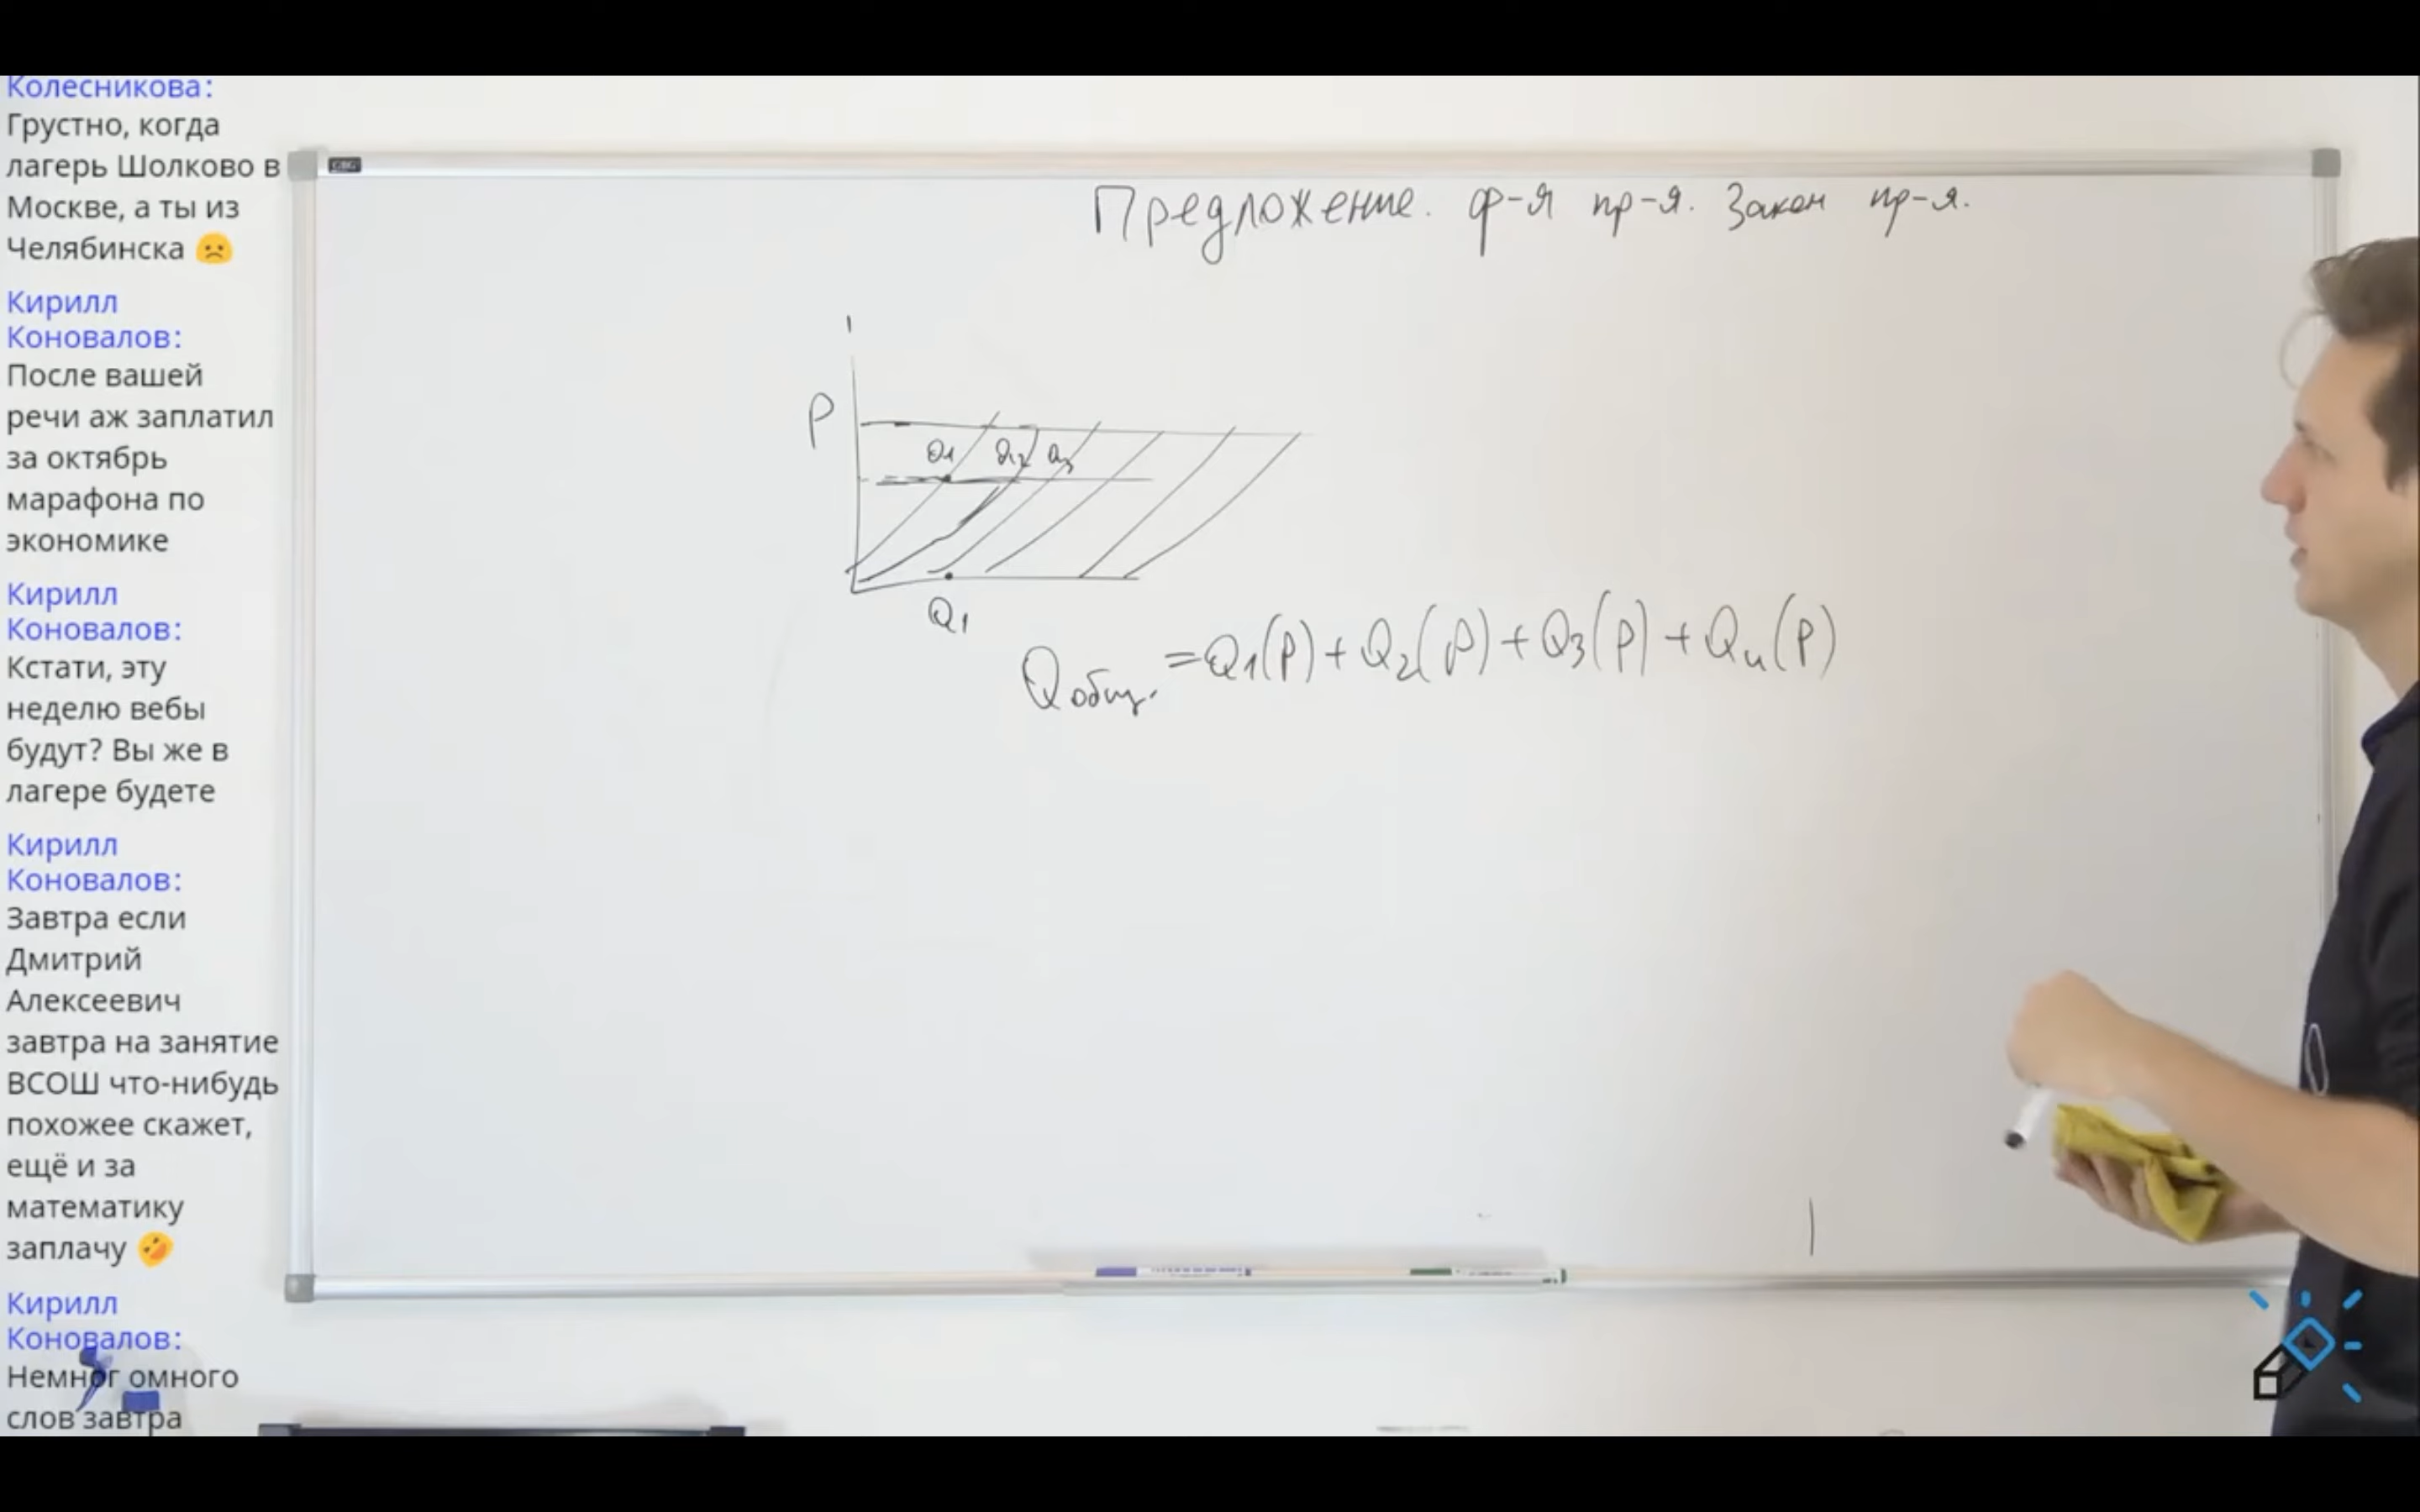 Колесникова:
Грустно, когда
лагерь Шолково в
Москве, а ты из
Челябинска ☹️
Кирилл
Коновалов:
После вашей
речи аж заплатил
за октябрь
марафона по
экономике
Кирилл
Коновалов:
Кстати, эту
неделю вебы
будут? Вы же в
лагере будете
Кирилл
Коновалов:
Завтра если
Дмитрий
Алексеевич
завтра на занятие
ВСОШ что-нибудь
похожее скажет,
ещё и за
математику
заплачу 🤣
Кирилл
Коновалов:
Немног омного
слов завтра
Предложение. ф-я пр-я. Закон пр-я.
P
Q1 Q2 Q3
Q1
Qобщ. = Q1(P) + Q2(P) + Q3(P) + Q4(P)